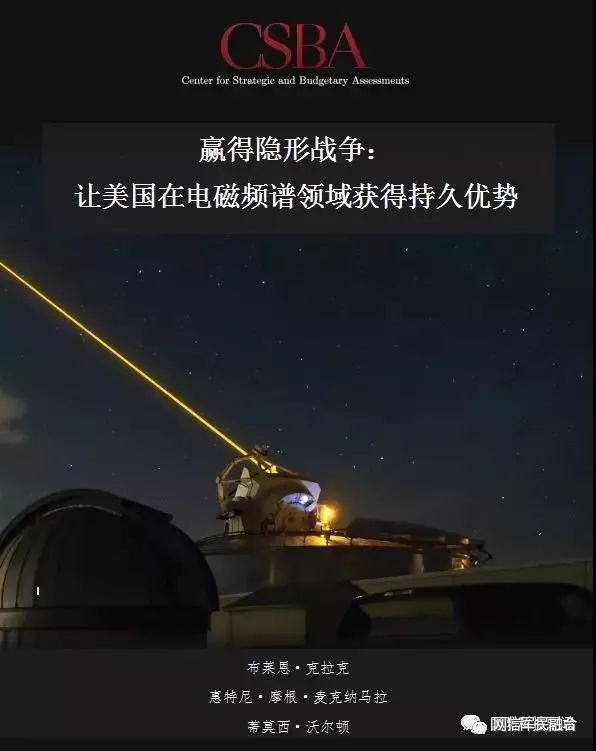 CSBA
Center for Strategic and Budgetary Assessments
赢得隐形战争：
让美国在电磁频谱领域获得持久优势
布莱恩·克拉克
惠特尼·摩根·麦克纳马拉
蒂莫西·沃尔顿
网信军民融合